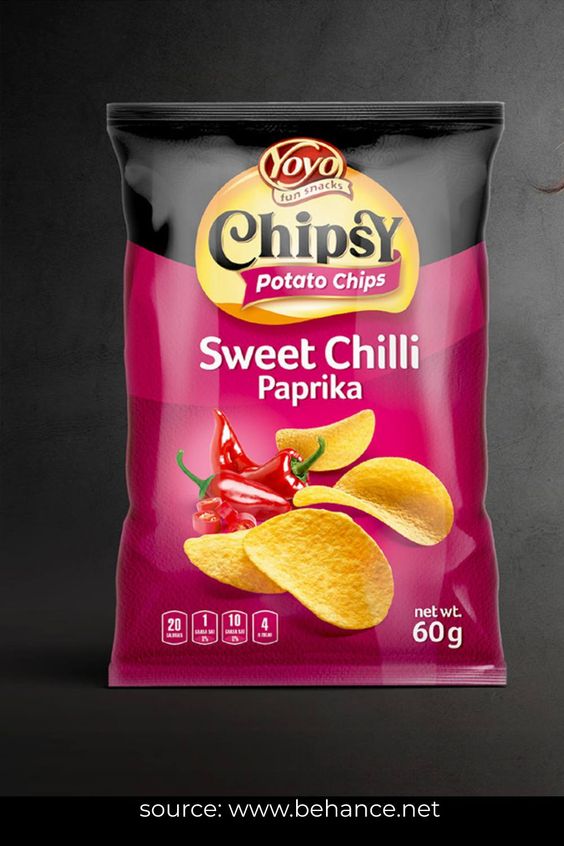 Yoyo
fun snacks
Chipsy
Potato Chips
Sweet Chilli
Paprika
20 1 10 4
net wt.
60g
source: www.behance.net